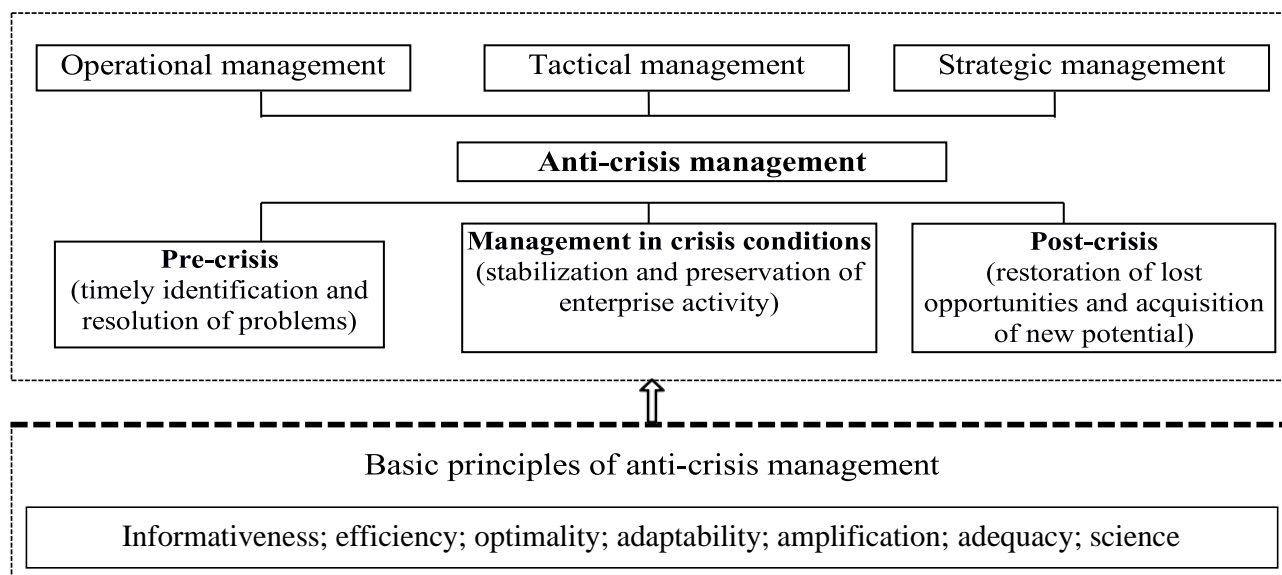 Operational management
Tactical management
Strategic management
Anti-crisis management
Pre-crisis
(timely identification and
resolution of problems)
Management in crisis conditions
(stabilization and preservation of
enterprise activity)
Post-crisis
(restoration of lost
opportunities and acquisition
of new potential)
Basic principles of anti-crisis management
Informativeness; efficiency; optimality; adaptability; amplification; adequacy; science